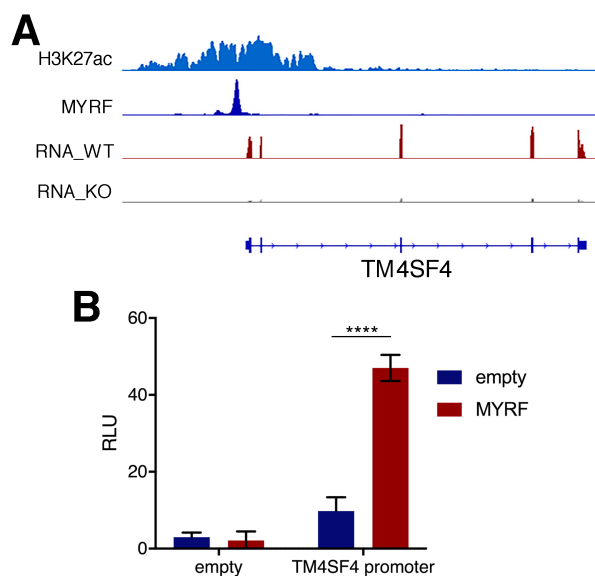 A
H3K27ac
MYRF
RNA_WT
RNA_KO
TM4SF4
B
60
40
20
0
RLU
****
empty
MYRF
empty
TM4SF4 promoter